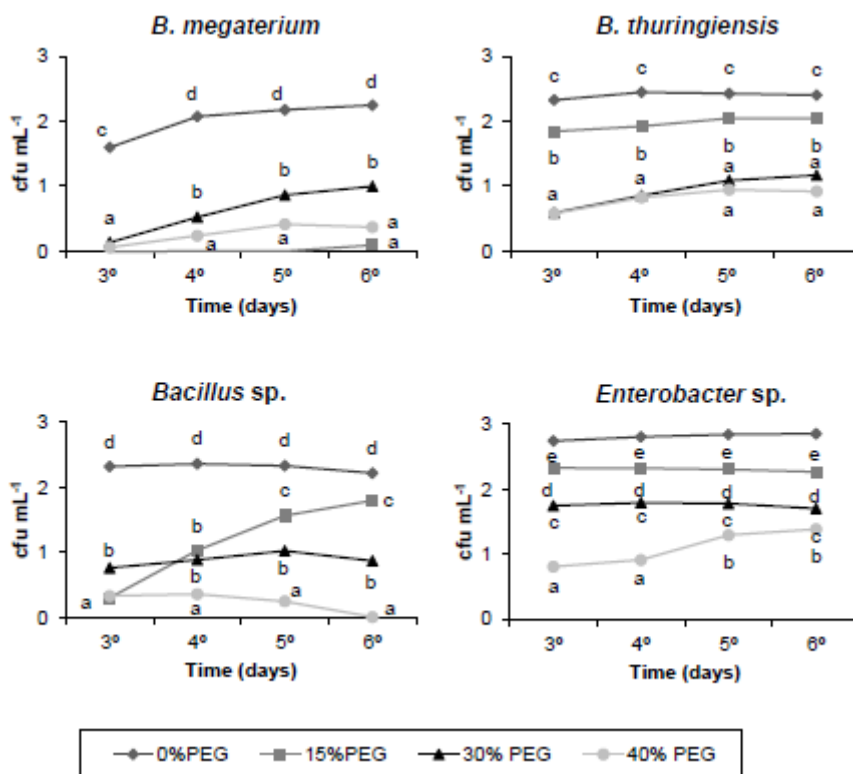 B. megaterium
3
2
1
0
cfu mL-1
c
d
d
d
a
b
b
b
a
a
a
a
3º 4º 5º 6º
Time (days)
B. thuringiensis
3
2
1
0
cfu mL-1
c
c
c
c
b
b
b
b
a
a
a
a
a
a
3º 4º 5º 6º
Time (days)
Bacillus sp.
3
2
1
0
cfu mL-1
d
d
d
d
b
b
c
c
b
b
b
a
a
a
a
3º 4º 5º 6º
Time (days)
Enterobacter sp.
3
2
1
0
cfu mL-1
e
e
e
e
d
d
d
d
c
c
c
c
a
a
b
b
3º 4º 5º 6º
Time (days)
0%PEG 15%PEG 30% PEG 40% PEG